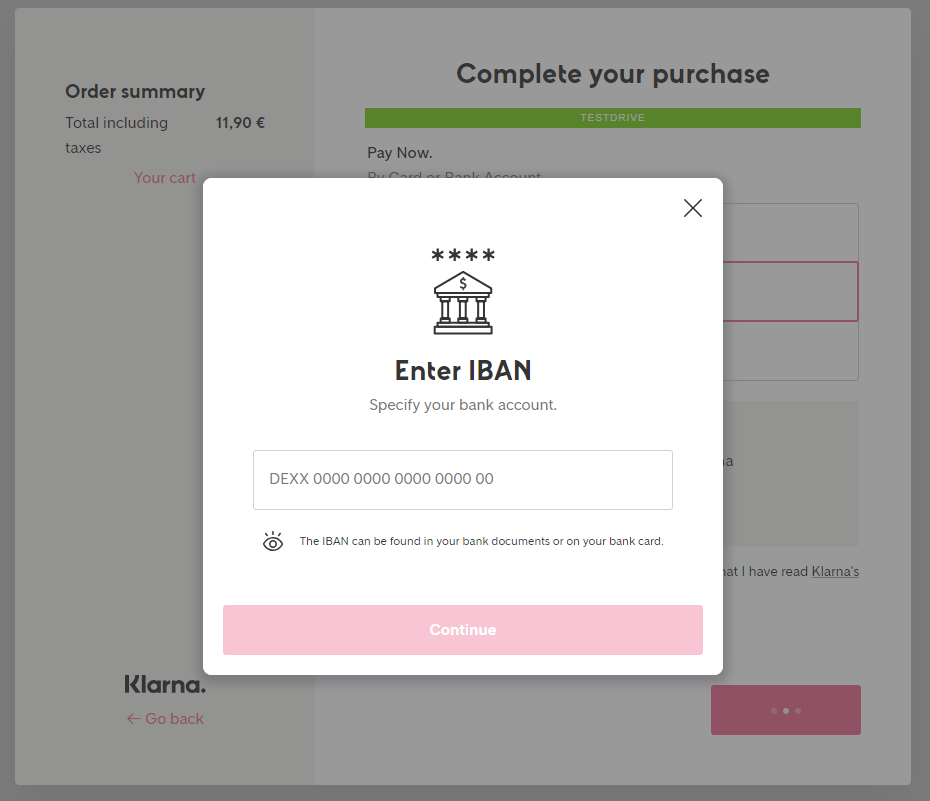 Complete your purchase
Order summary
Total including 11,90 €
taxes
Your cart
TESTDRIVE
Pay Now.
By Card or Bank Account
****
$
Enter IBAN
Specify your bank account.
DEXX 0000 0000 0000 0000 00
The IBAN can be found in your bank documents or on your bank card.
Continue
hat I have read Klarna's
Klarna.
← Go back